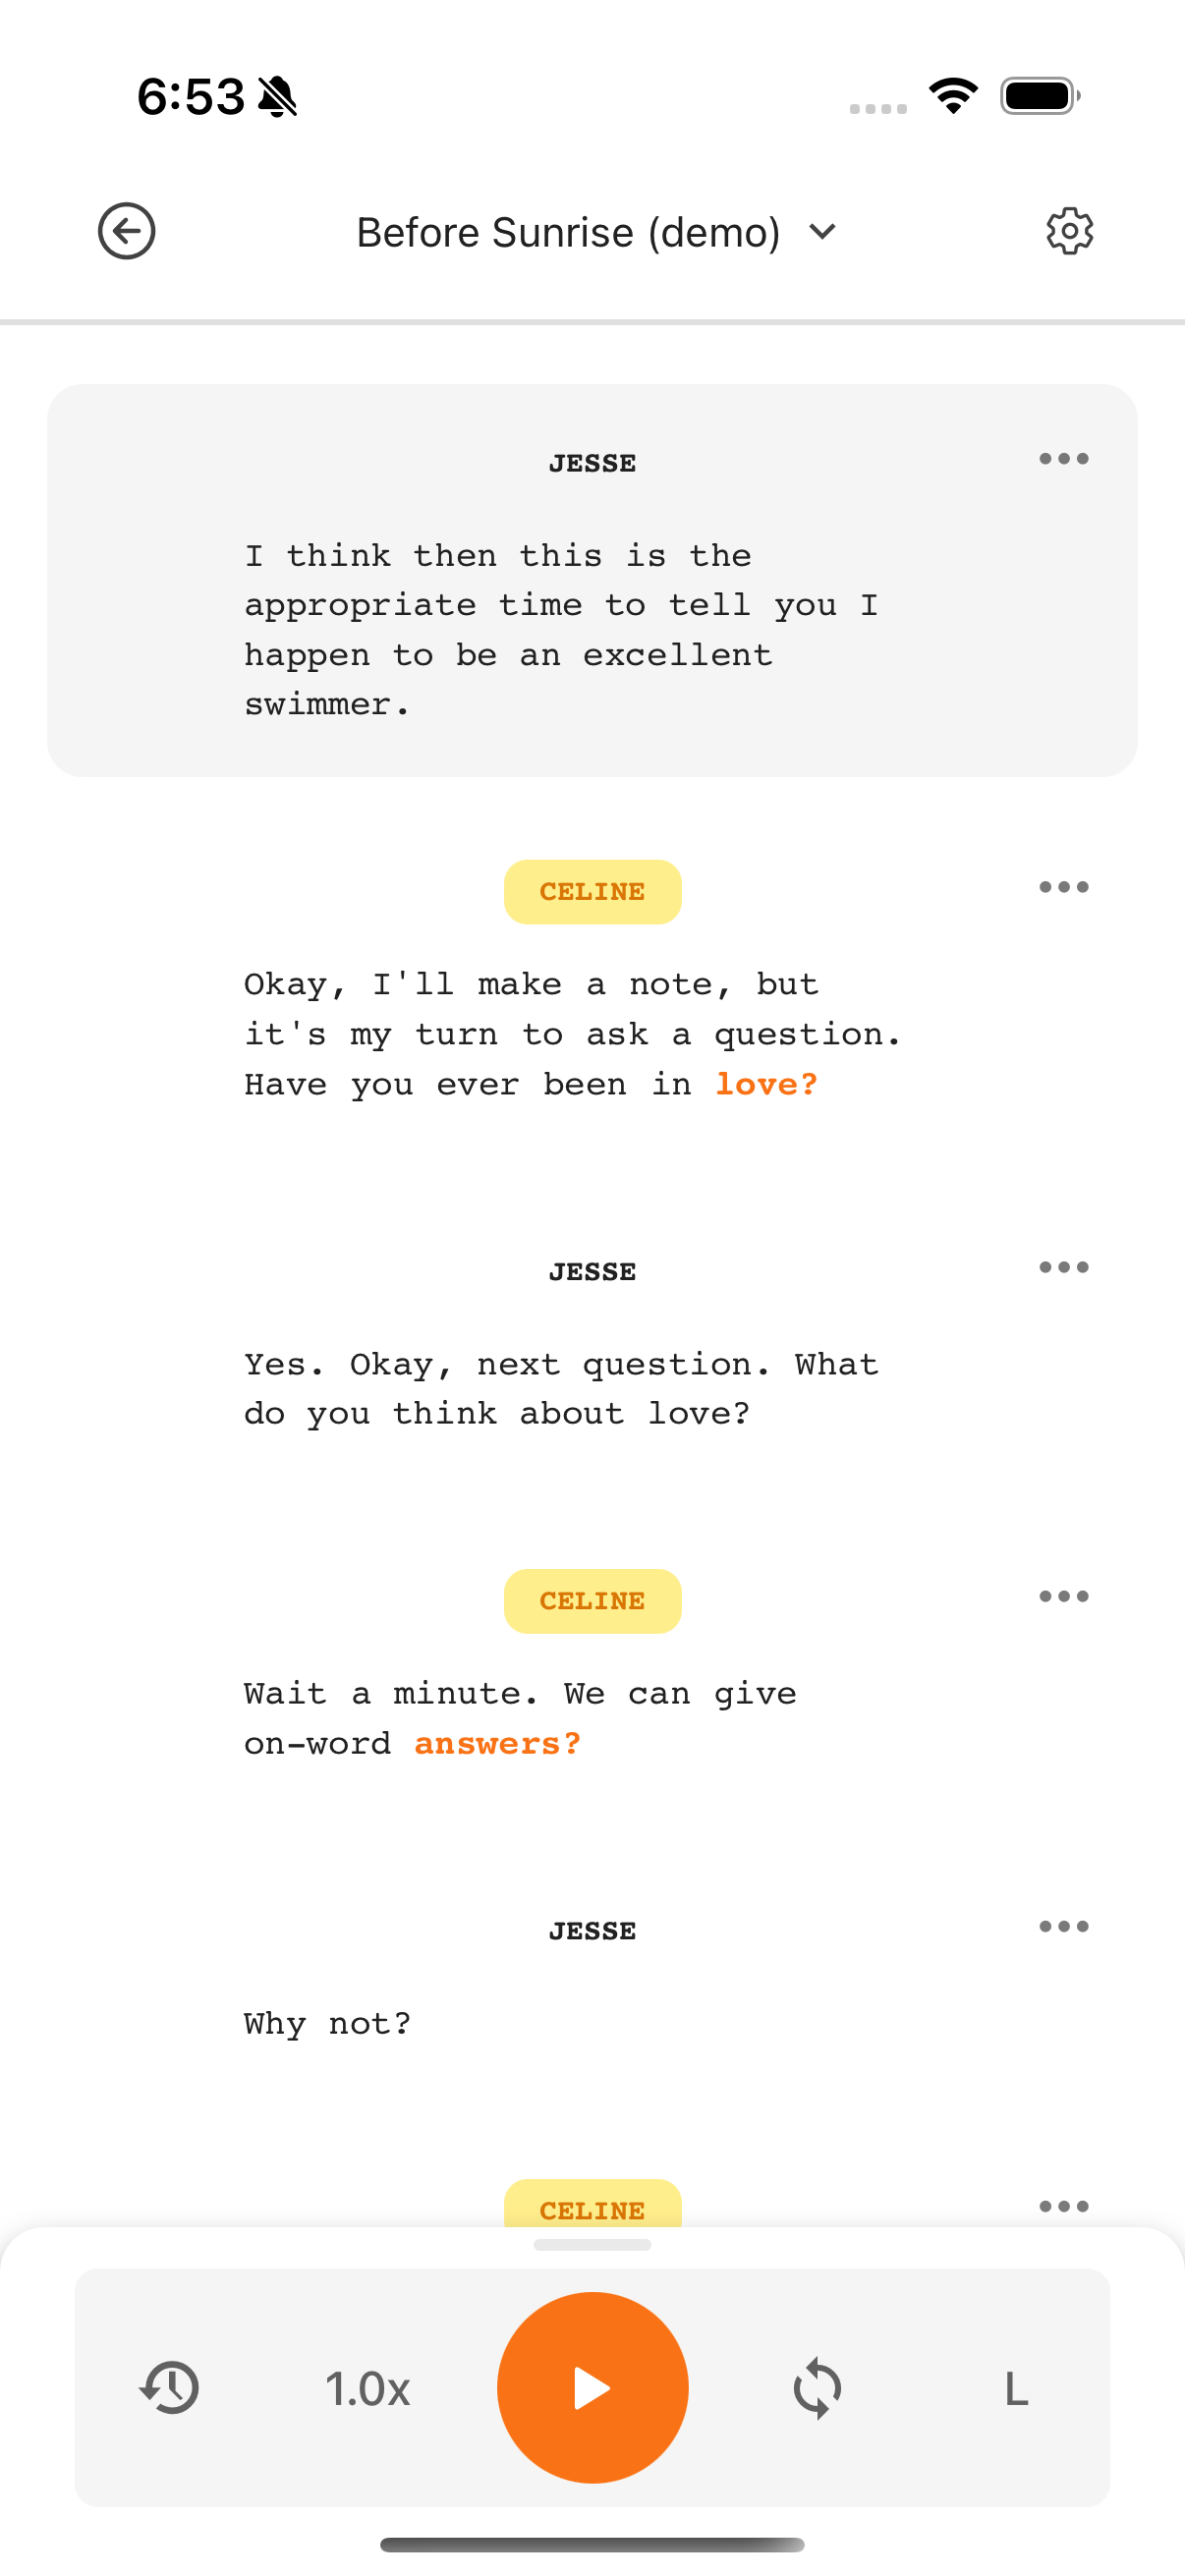 6:53
Before Sunrise (demo)
JESSE
I think then this is the
appropriate time to tell you I
happen to be an excellent
swimmer.
CELINE
Okay, I'll make a note, but
it's my turn to ask a question.
Have you ever been in love?
JESSE
Yes. Okay, next question. What
do you think about love?
CELINE
Wait a minute. We can give
on-word answers?
JESSE
Why not?
CELINE
1.0x
L